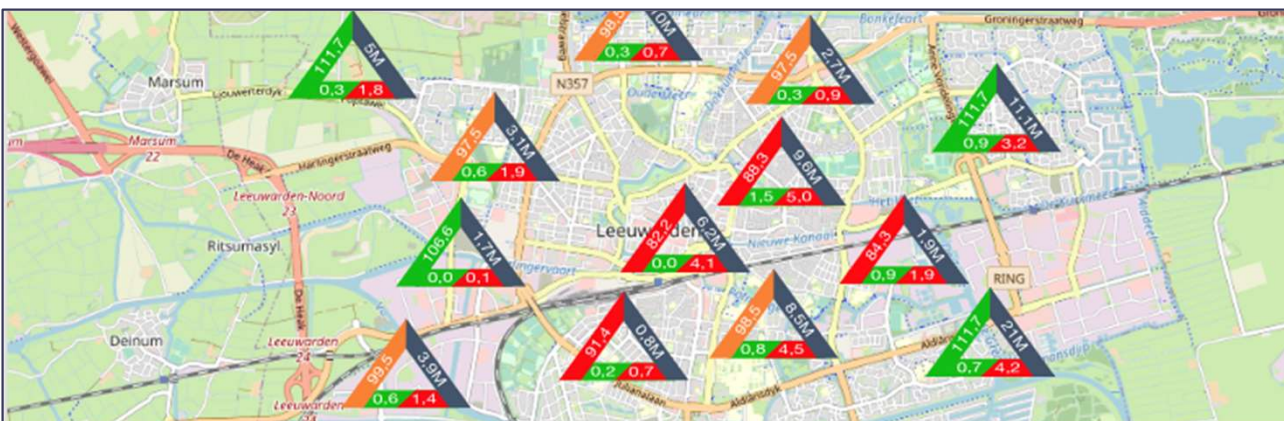 Groningerstraatweg
Bonkefeart
Westergoawei
N357
Marsum
Ljouwerterdyk
111,7 5M
0,3 1,8
0,3 0,7
97,5 2,7M
0,3 0,9
111,7 11,1M
0,9 3,2
Marsum
22
De Heak
Harlingerstraatweg
97,5 3,1M
0,6 1,9
88,3 9,6M
1,5 5,0
Leeuwarden-Noord
23
Ritsumasyl
106,6 1,7M
0,0 0,1
82,2 6,2M
0,0 4,1
Nieuwe Kanaal
84,3 1,9M
0,9 1,9
RING
De Heak
Deinum
Leeuwarden
24
99,5 3,9M
0,6 1,4
Leeuwarden
91,4 0,8M
0,2 0,7
98,5 8,5M
0,8 4,5
111,7 21M
0,7 4,2
Julianalaan
Aldlânsdyk